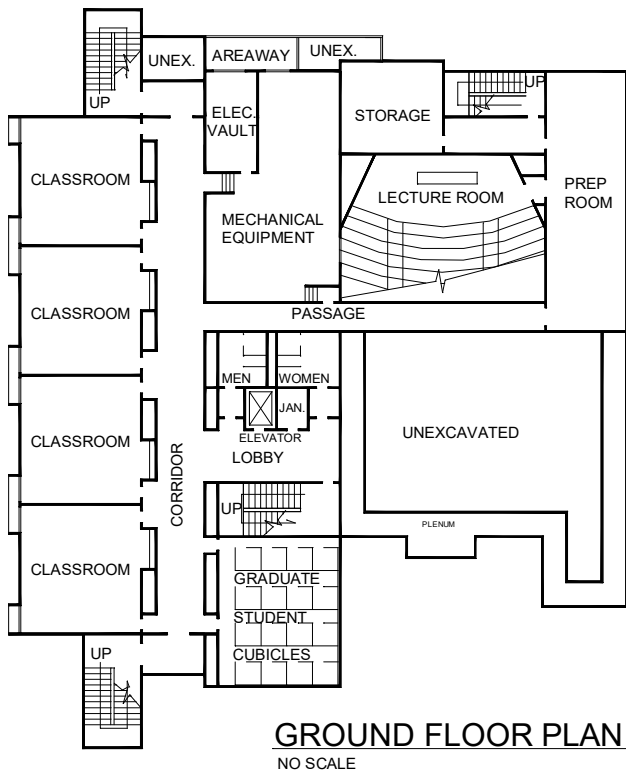 UNEX.
AREAWAY
UNEX.
UP
UP
ELEC.
VAULT
STORAGE
CLASSROOM
LECTURE ROOM
PREP
ROOM
MECHANICAL
EQUIPMENT
CLASSROOM
PASSAGE
MEN
WOMEN
JAN.
CLASSROOM
ELEVATOR
LOBBY
UNEXCAVATED
CORRIDOR
UP
PLENUM
CLASSROOM
GRADUATE
STUDENT
CUBICLES
UP
GROUND FLOOR PLAN
NO SCALE